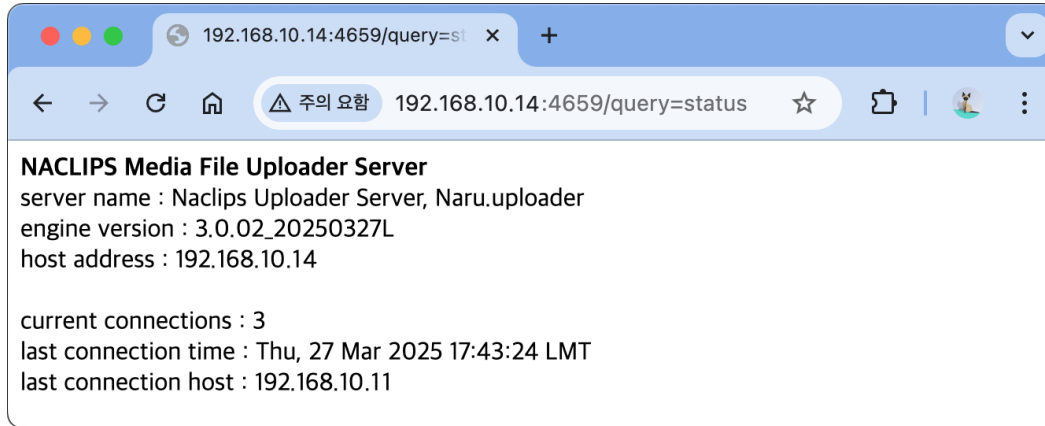 192.168.10.14:4659/query=st
주의 요함 192.168.10.14:4659/query=status
NACLIPS Media File Uploader Server
server name : Naclips Uploader Server, Naru.uploader
engine version : 3.0.02_20250327L
host address : 192.168.10.14
current connections : 3
last connection time : Thu, 27 Mar 2025 17:43:24 LMT
last connection host : 192.168.10.11